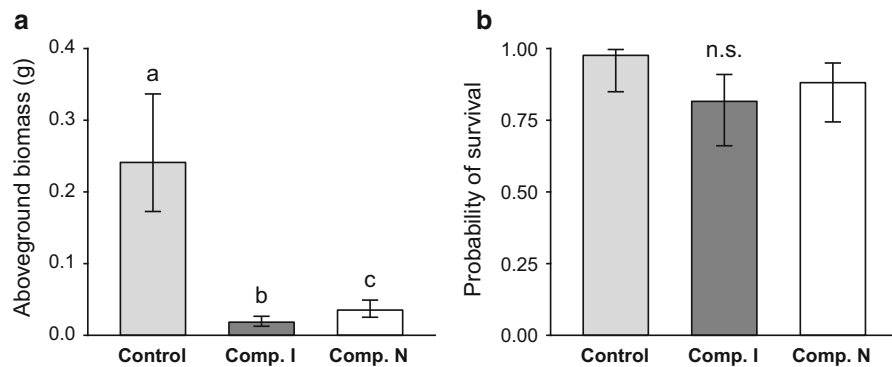 a
Aboveground biomass (g)
0.4
0.3
0.2
0.1
0.0
a
b
c
Control Comp. I Comp. N
b
Probability of survival
1.00
0.75
0.50
0.25
0.00
n.s.
Control Comp. I Comp. N